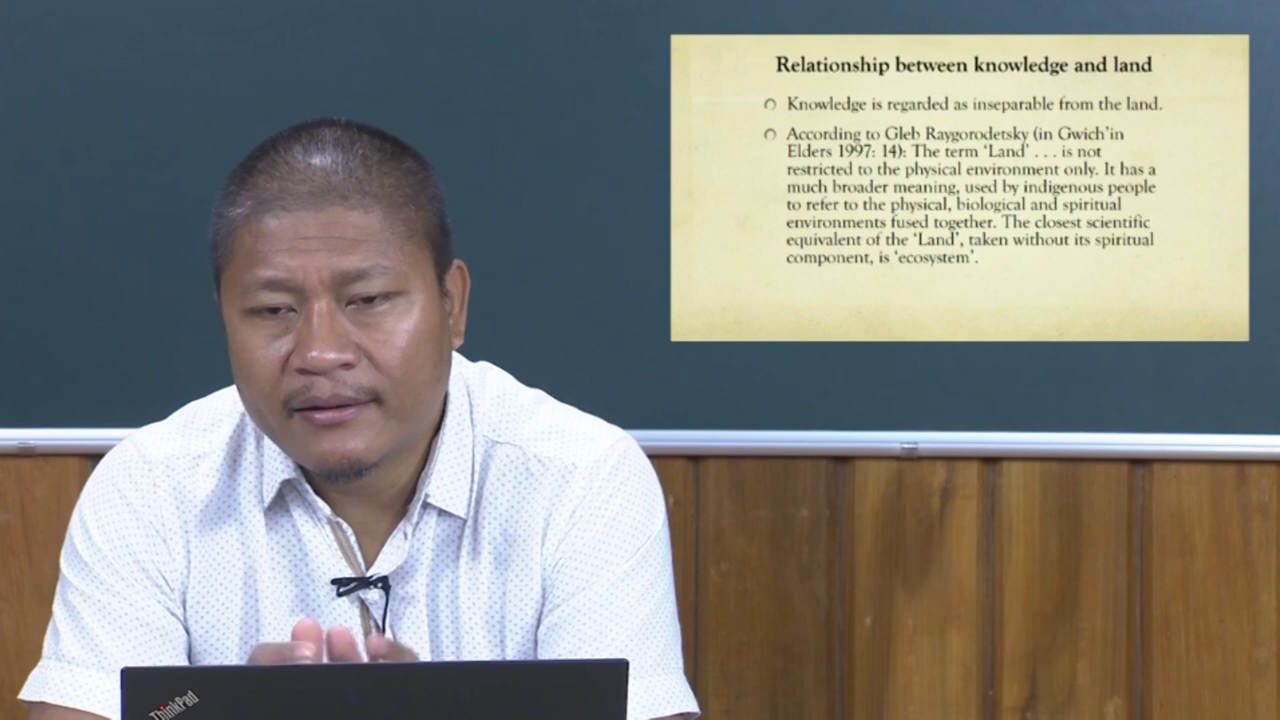 Relationship between knowledge and land
Knowledge is regarded as inseparable from the land.
According to Gleb Raygorodetsky (in Gwich'in
Elders 1997: 14): The term 'Land' . . . is not
restricted to the physical environment only. It has a
much broader meaning, used by indigenous people
to refer to the physical, biological and spiritual
environments fused together. The closest scientific
equivalent of the 'Land', taken without its spiritual
component, is 'ecosystem'.
ThinkPad